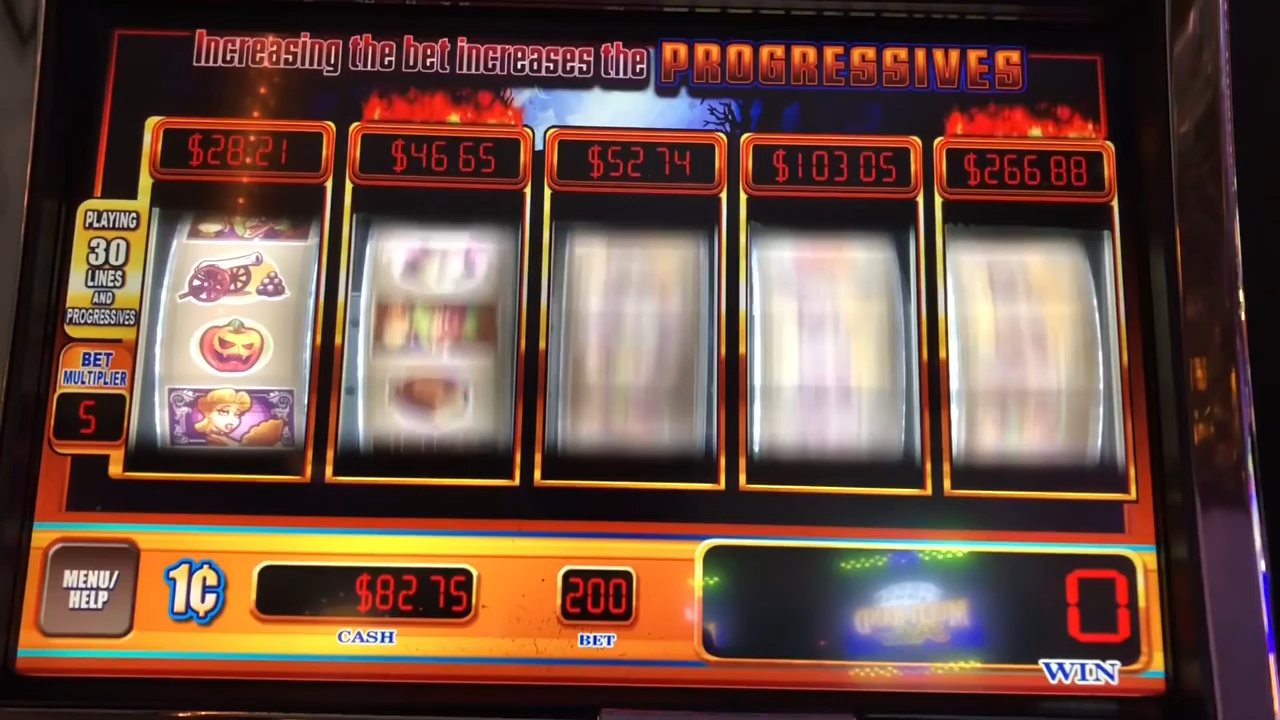 Increasing the bet increases the PROGRESSIVES
$28.21
$46.65
$52.74
$103.05
$266.88
PLAYING
30
LINES
AND
PROGRESSIVES
BET
MULTIPLIER
5
MENU/
HELP
1¢
$82.75
CASH
200
BET
0
WIN